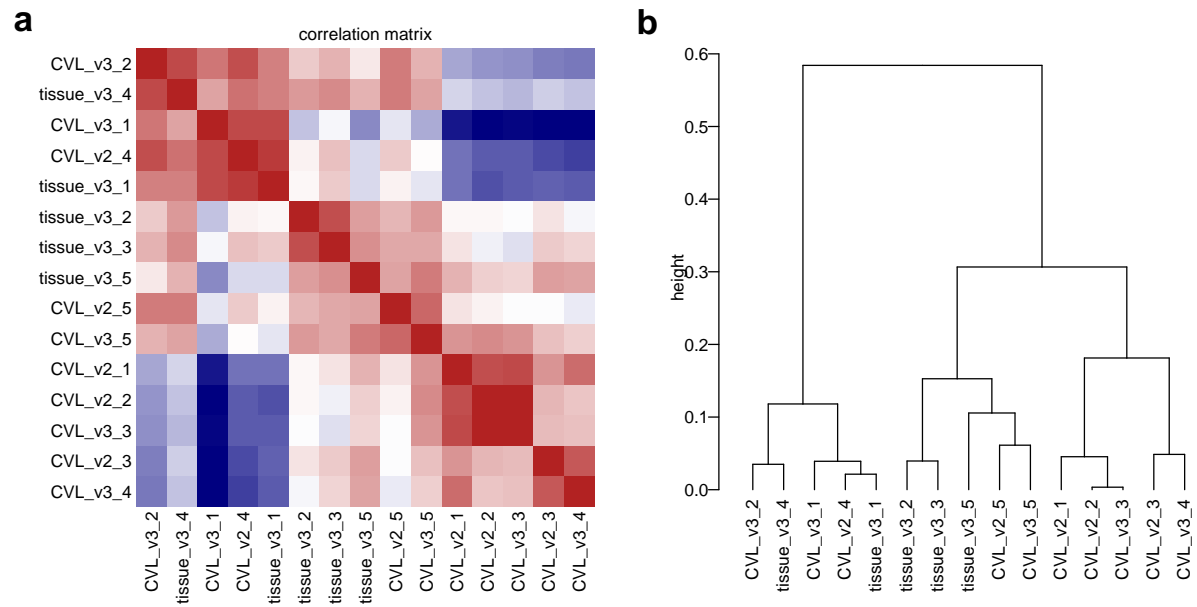 a
correlation matrix
CVL_v3_2
tissue_v3_4
CVL_v3_1
CVL_v2_4
tissue_v3_1
tissue_v3_2
tissue_v3_3
tissue_v3_5
CVL_v2_5
CVL_v3_5
CVL_v2_1
CVL_v2_2
CVL_v3_3
CVL_v2_3
CVL_v3_4
CVL_v3_2
tissue_v3_4
CVL_v3_1
CVL_v2_4
tissue_v3_1
tissue_v3_2
tissue_v3_3
tissue_v3_5
CVL_v2_5
CVL_v3_5
CVL_v2_1
CVL_v2_2
CVL_v3_3
CVL_v2_3
CVL_v3_4
b
height
0.6
0.5
0.4
0.3
0.2
0.1
0.0
CVL_v3_2
tissue_v3_4
CVL_v3_1
CVL_v2_4
tissue_v3_1
tissue_v3_2
tissue_v3_3
tissue_v3_5
CVL_v2_5
CVL_v3_5
CVL_v2_1
CVL_v2_2
CVL_v3_3
CVL_v2_3
CVL_v3_4